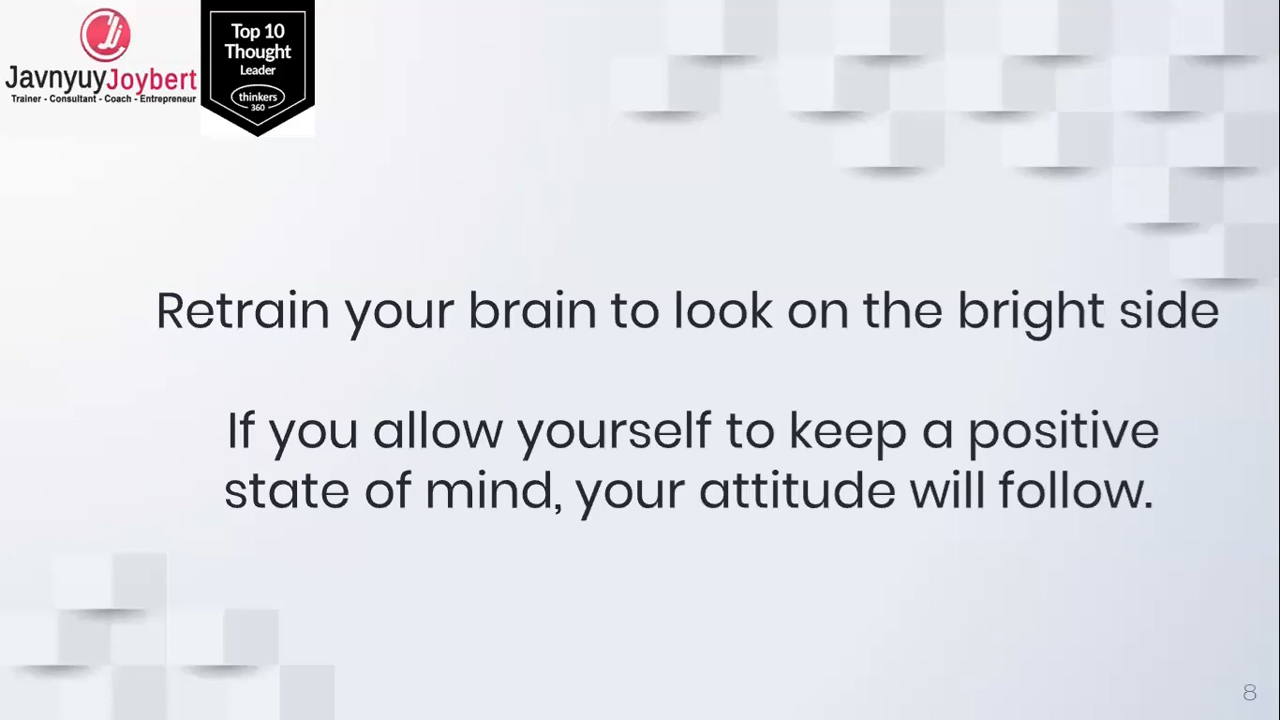 JavnyuyJoybert
Trainer - Consultant - Coach - Entrepreneur
Top 10
Thought
Leader
thinkers
360
Retrain your brain to look on the bright side
If you allow yourself to keep a positive
state of mind, your attitude will follow.
8